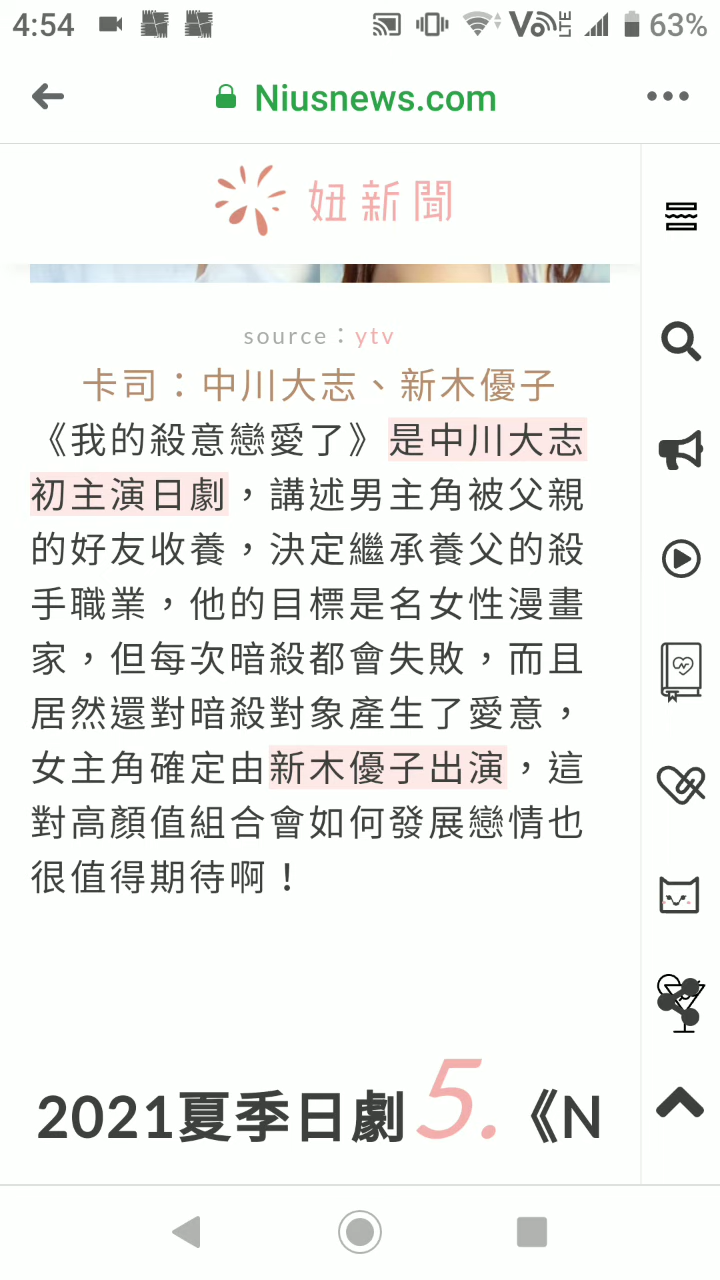 4:54
VoLTE
63%
Niusnews.com
妞新聞
source：ytv
卡司：中川大志、新木優子
《我的殺意戀愛了》是中川大志
初主演日劇，講述男主角被父親
的好友收養，決定繼承養父的殺
手職業，他的目標是名女性漫畫
家，但每次暗殺都會失敗，而且
居然還對暗殺對象產生了愛意，
女主角確定由新木優子出演，這
對高顏值組合會如何發展戀情也
很值得期待啊！
2021夏季日劇5.《N